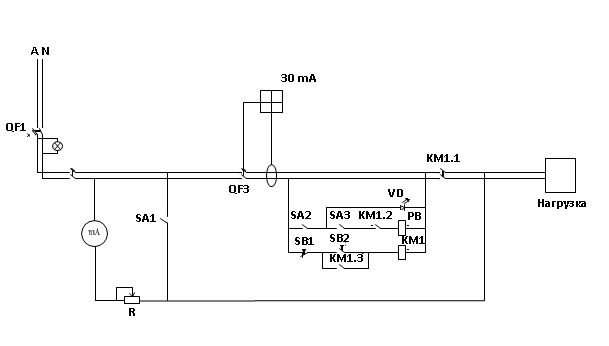 30 mA
A N
QF1
KM1.1
QF3
VD
SA1
SA2 SA3 KM1.2 PB
Нагрузка
mA
SB1 SB2 KM1
KM1.3
R